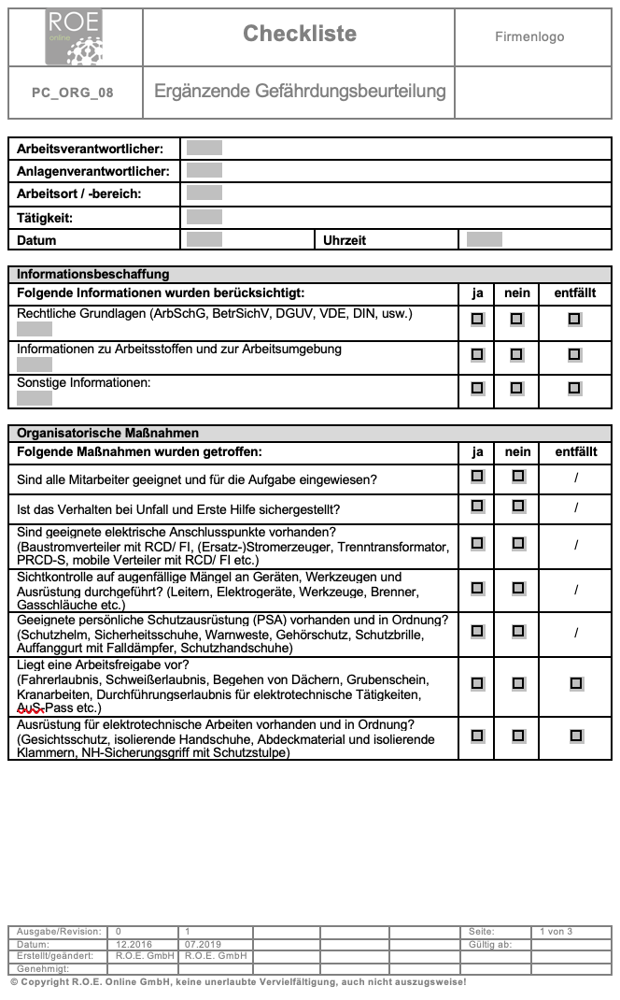 ROE
online
Checkliste
Firmenlogo
PC_ORG_08
Ergänzende Gefährdungsbeurteilung
Arbeitsverantwortlicher:
Anlagenverantwortlicher:
Arbeitsort / -bereich:
Tätigkeit:
Datum
Uhrzeit
Informationsbeschaffung
Folgende Informationen wurden berücksichtigt:
ja nein entfällt
Rechtliche Grundlagen (ArbSchG, BetrSichV, DGUV, VDE, DIN, usw.)
Informationen zu Arbeitsstoffen und zur Arbeitsumgebung
Sonstige Informationen:
Organisatorische Maßnahmen
Folgende Maßnahmen wurden getroffen:
ja nein entfällt
Sind alle Mitarbeiter geeignet und für die Aufgabe eingewiesen?
/
Ist das Verhalten bei Unfall und Erste Hilfe sichergestellt?
/
Sind geeignete elektrische Anschlusspunkte vorhanden?
(Baustromverteiler mit RCD/ FI, (Ersatz-)Stromerzeuger, Trenntransformator,
PRCD-S, mobile Verteiler mit RCD/ FI etc.)
/
Sichtkontrolle auf augenfällige Mängel an Geräten, Werkzeugen und
Ausrüstung durchgeführt? (Leitern, Elektrogeräte, Werkzeuge, Brenner,
Gasschläuche etc.)
/
Geeignete persönliche Schutzausrüstung (PSA) vorhanden und in Ordnung?
(Schutzhelm, Sicherheitsschuhe, Warnweste, Gehörschutz, Schutzbrille,
Auffanggurt mit Falldämpfer, Schutzhandschuhe)
/
Liegt eine Arbeitsfreigabe vor?
(Fahrerlaubnis, Schweißerlaubnis, Begehen von Dächern, Grubenschein,
Kranarbeiten, Durchführungserlaubnis für elektrotechnische Tätigkeiten,
AuS-Pass etc.)
Ausrüstung für elektrotechnische Arbeiten vorhanden und in Ordnung?
(Gesichtsschutz, isolierende Handschuhe, Abdeckmaterial und isolierende
Klammern, NH-Sicherungsgriff mit Schutzstulpe)
Ausgabe/Revision: 0 1 Seite: 1 von 3
Datum: 12.2016 07.2019 Gültig ab:
Erstellt/geändert: R.O.E. GmbH R.O.E. GmbH
Genehmigt:
© Copyright R.O.E. Online GmbH, keine unerlaubte Vervielfältigung, auch nicht auszugsweise!